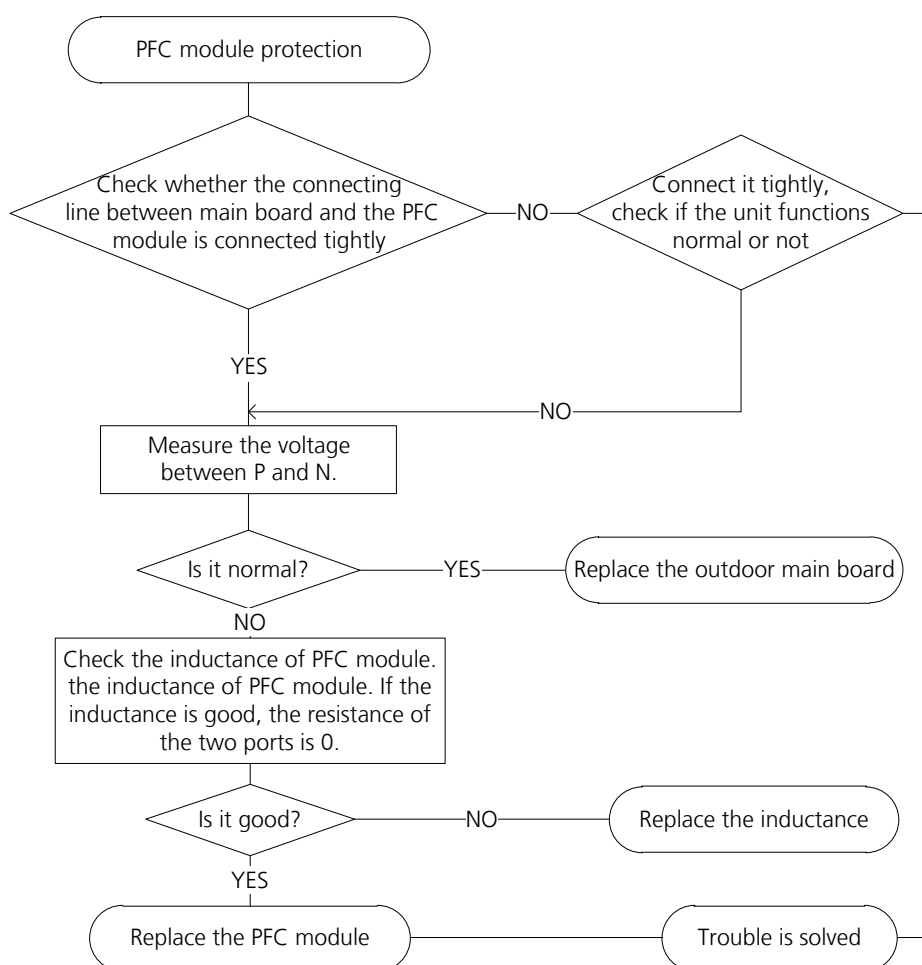 PFC module protection
Check whether the connecting
line between main board and the PFC
module is connected tightly
NO
Connect it tightly,
check if the unit functions
normal or not
YES
NO
Measure the voltage
between P and N.
Is it normal?
YES
Replace the outdoor main board
NO
Check the inductance of PFC module.
the inductance of PFC module. If the
inductance is good, the resistance of
the two ports is 0.
Is it good?
NO
Replace the inductance
YES
Replace the PFC module
Trouble is solved